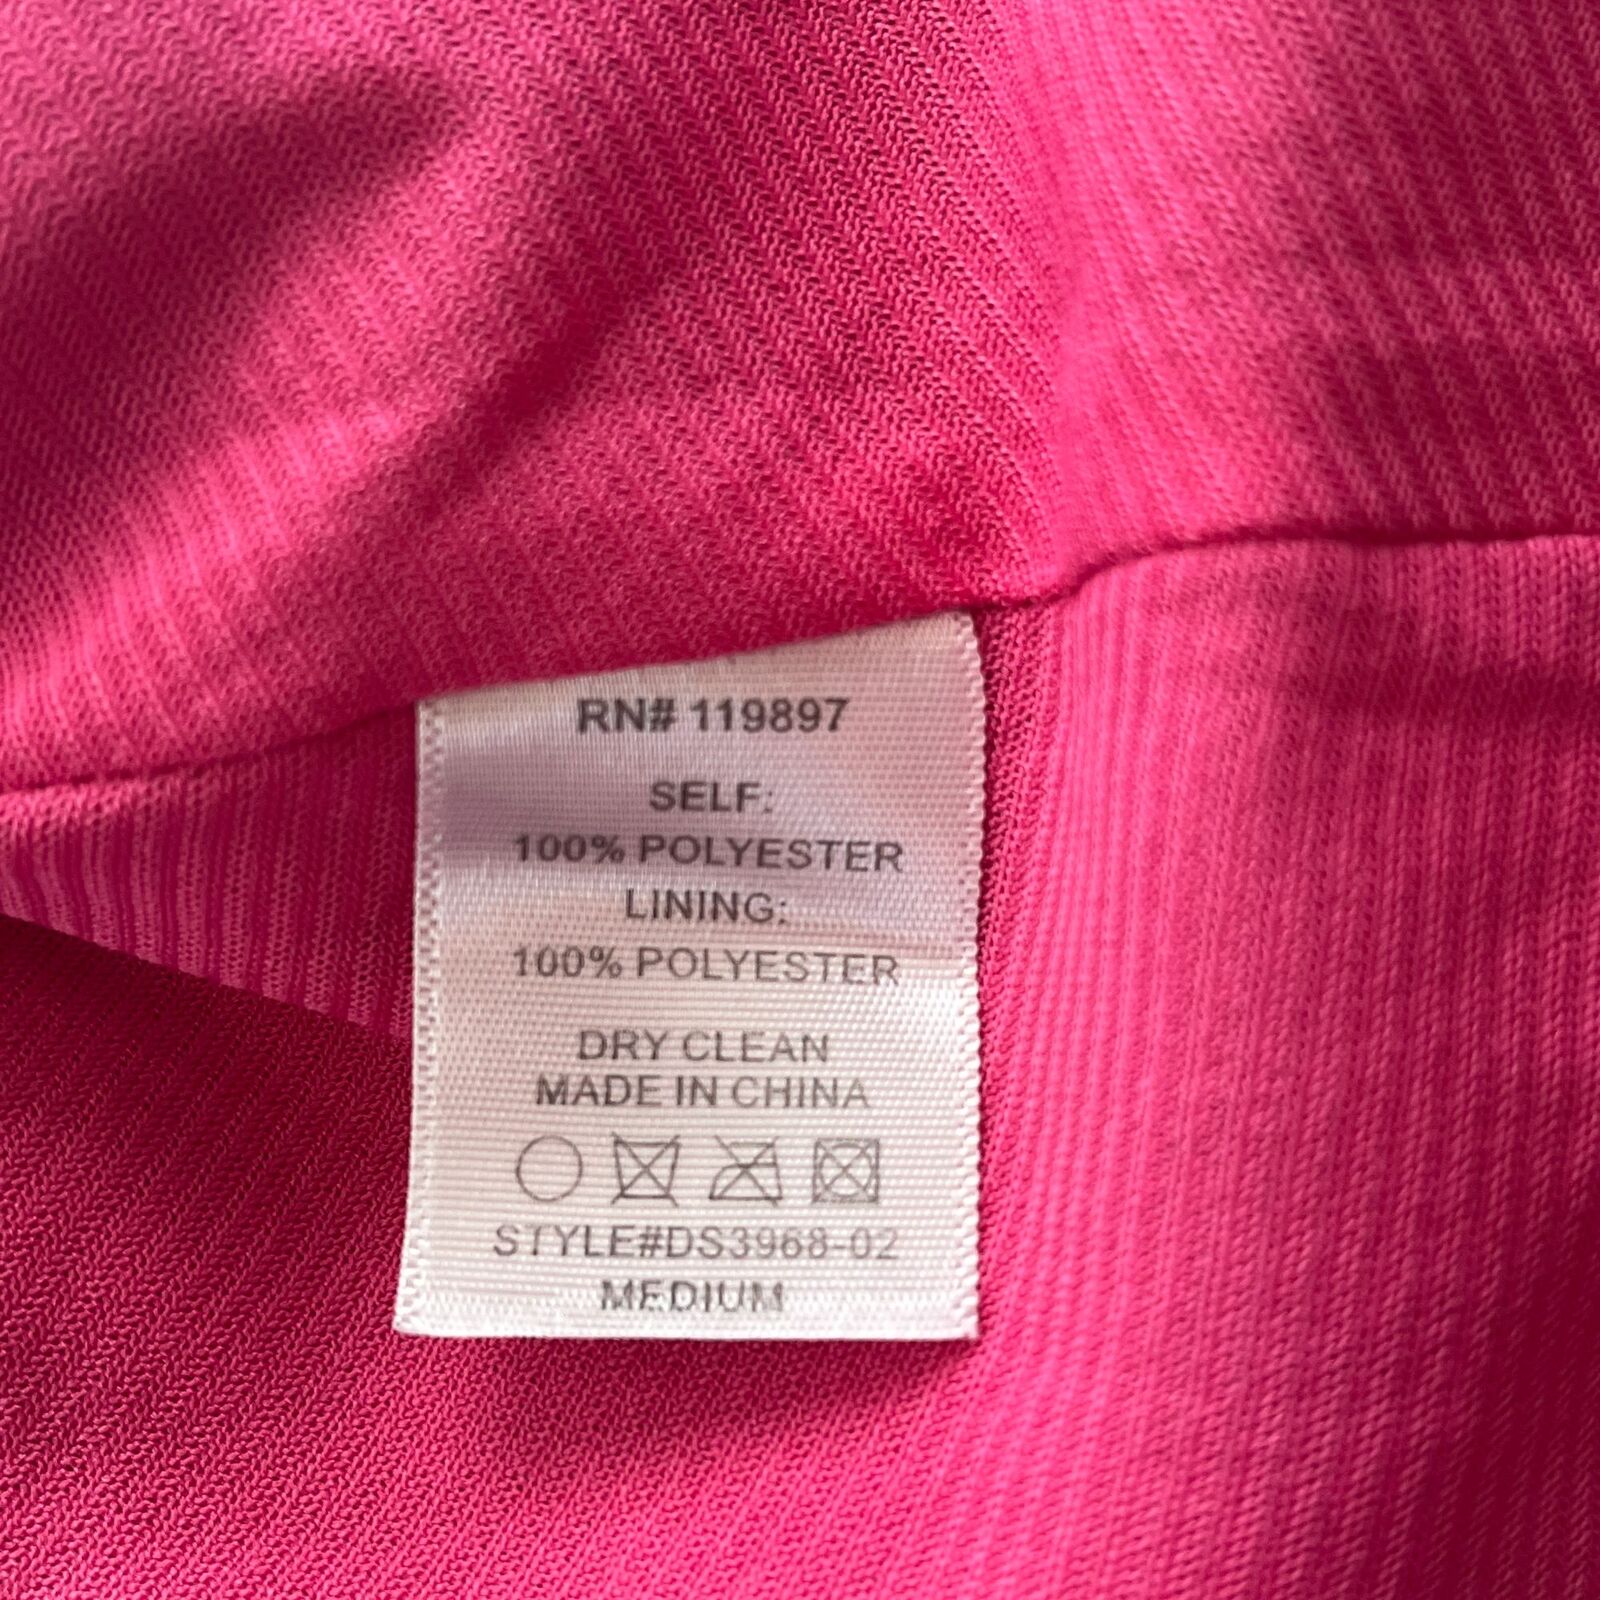 RN# 119897
SELF:
100% POLYESTER
LINING:
100% POLYESTER
DRY CLEAN
MADE IN CHINA
STYLE#DS3968-02
MEDIUM